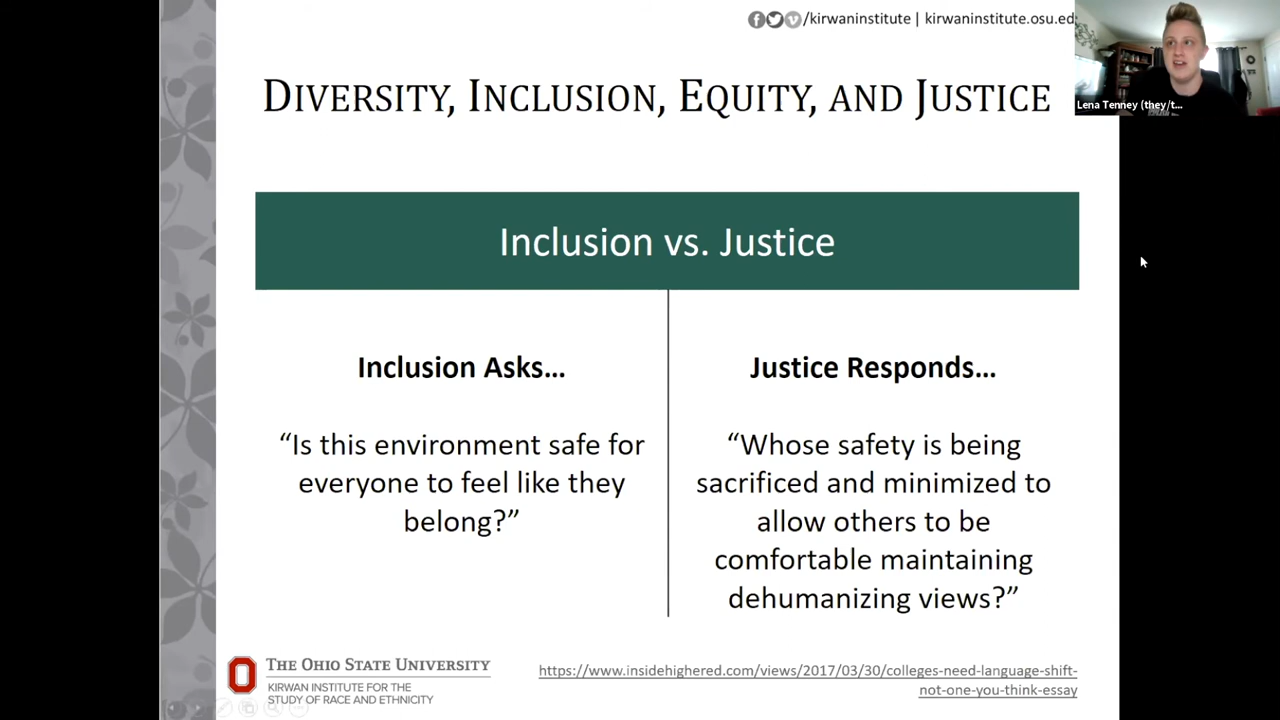 /kirwaninstitute | kirwaninstitute.osu.ed
Lena Tenney (they/t...
DIVERSITY, INCLUSION, EQUITY, AND JUSTICE
Inclusion vs. Justice
Inclusion Asks...
“Is this environment safe for
everyone to feel like they
belong?”
Justice Responds...
“Whose safety is being
sacrificed and minimized to
allow others to be
comfortable maintaining
dehumanizing views?”
THE OHIO STATE UNIVERSITY
KIRWAN INSTITUTE FOR THE
STUDY OF RACE AND ETHNICITY
https://www.insidehighered.com/views/2017/03/30/colleges-need-language-shift-
not-one-you-think-essay